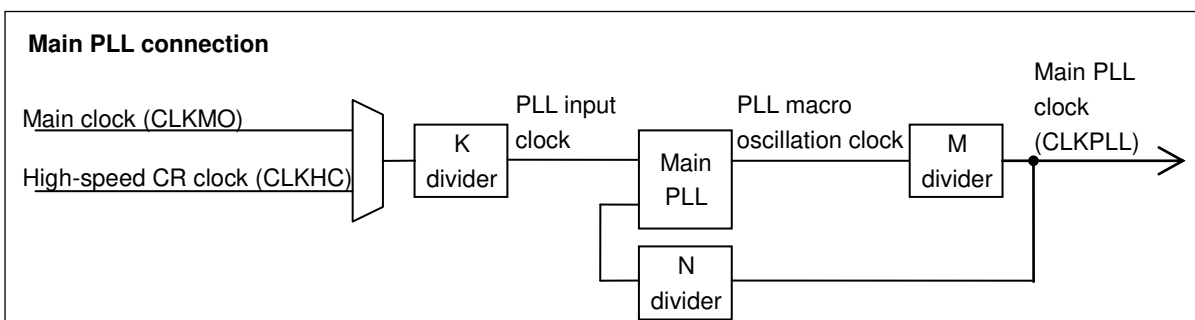 Main PLL connection
Main clock (CLKMO)
High-speed CR clock (CLKHC)
K
divider
PLL input
clock
Main
PLL
PLL macro
oscillation clock
M
divider
Main PLL
clock
(CLKPLL)
N
divider